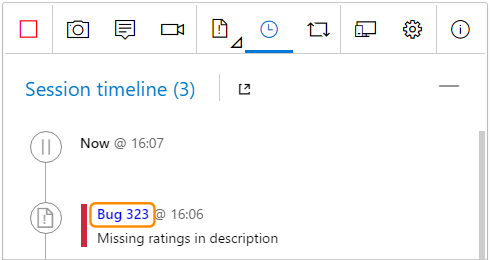 Session timeline (3)
Now @ 16:07
Bug 323 @ 16:06
Missing ratings in description